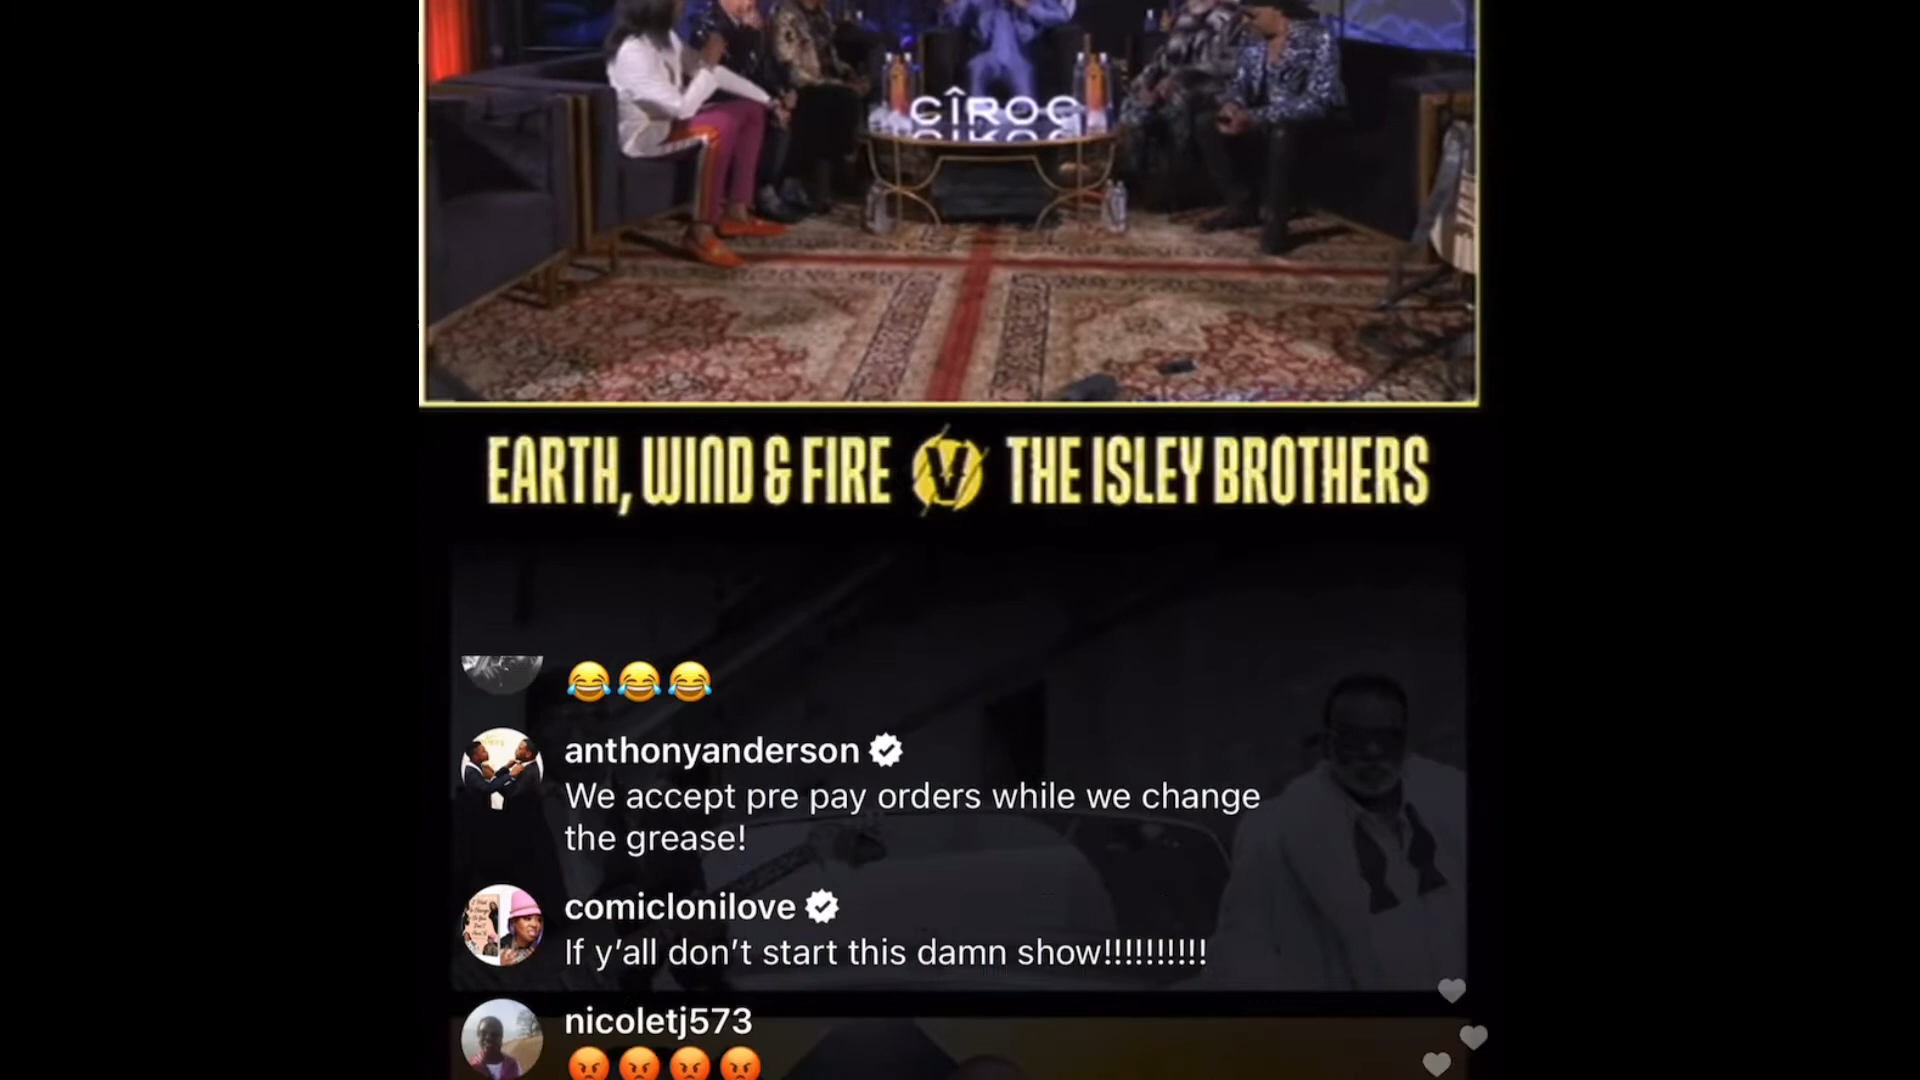 CÎROC
EARTH, WIND & FIRE V THE ISLEY BROTHERS
😂😂😂
anthonyanderson
We accept pre pay orders while we change
the grease!
comiclonilove
If y’all don’t start this damn show!!!!!!!!!!
nicoletj573
😡😡😡😡